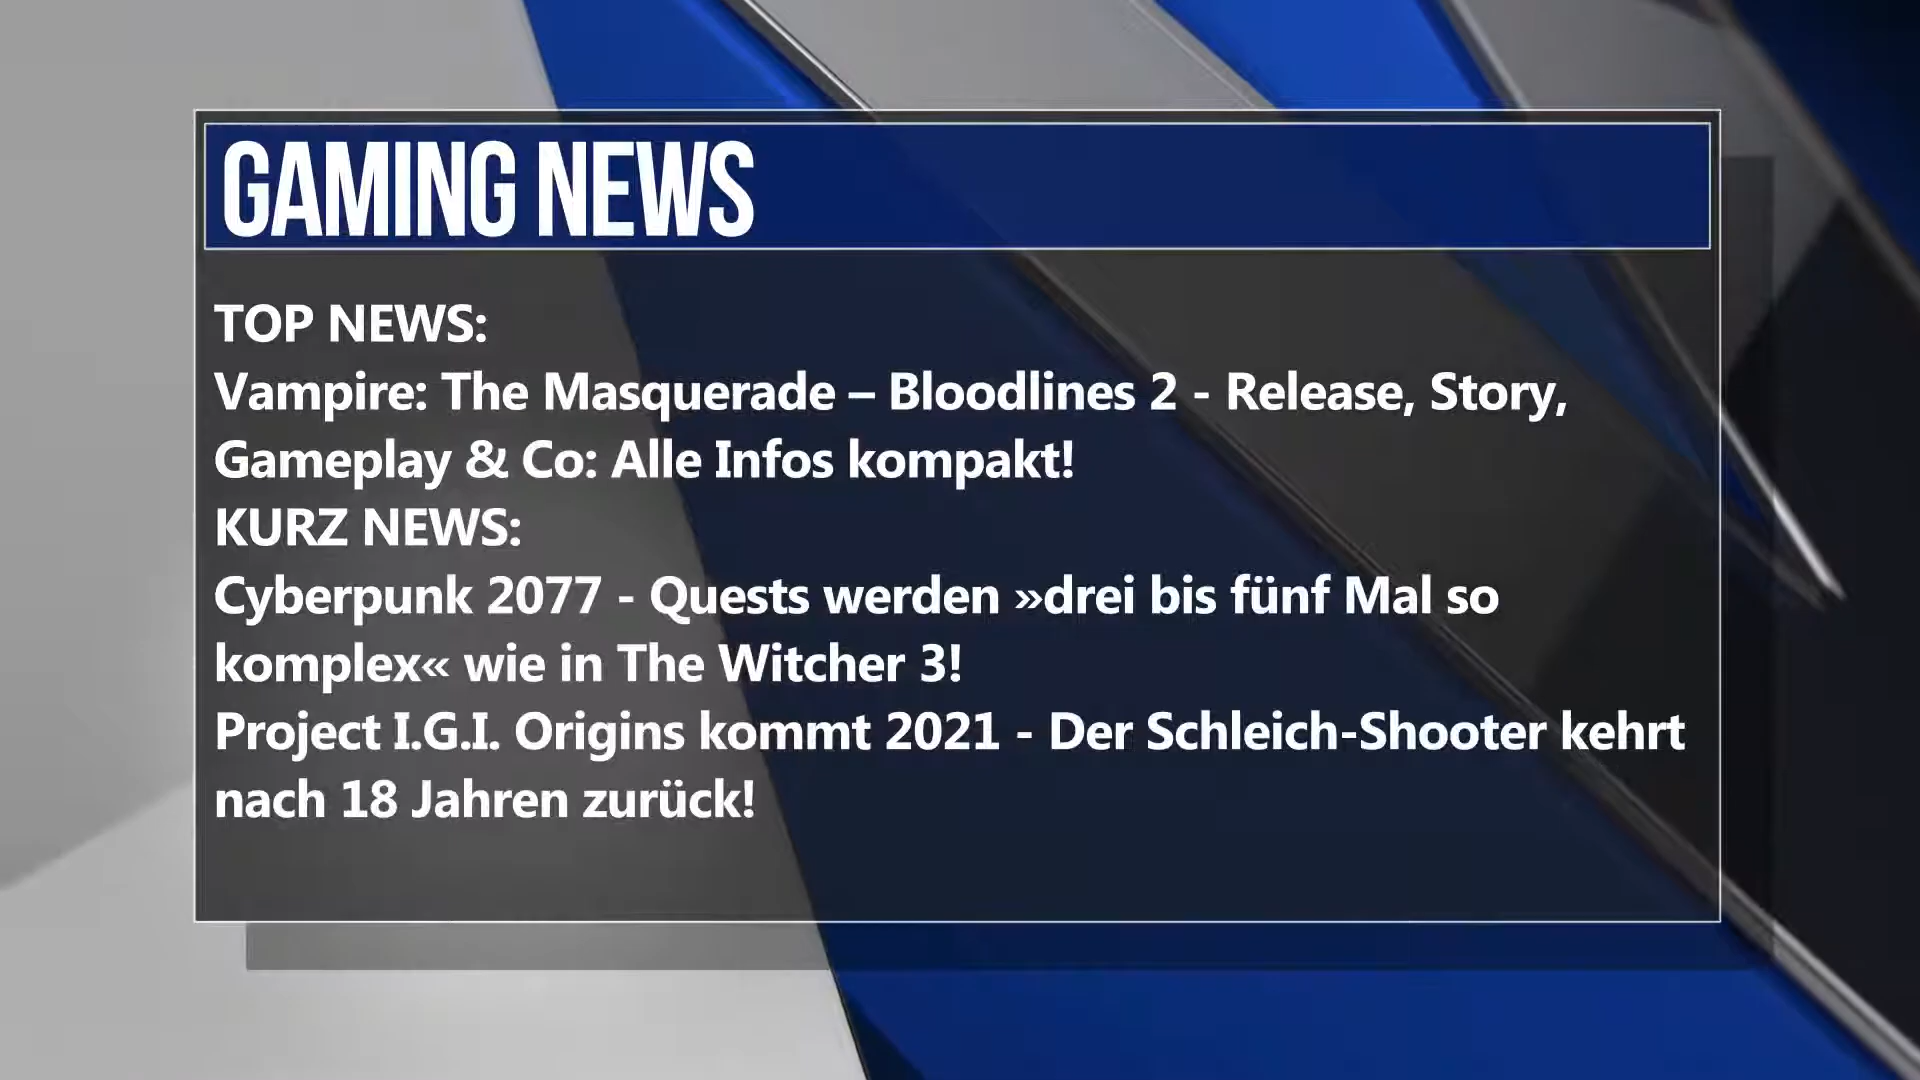 GAMING NEWS
TOP NEWS:
Vampire: The Masquerade – Bloodlines 2 - Release, Story,
Gameplay & Co: Alle Infos kompakt!
KURZ NEWS:
Cyberpunk 2077 - Quests werden »drei bis fünf Mal so
komplex« wie in The Witcher 3!
Project I.G.I. Origins kommt 2021 - Der Schleich-Shooter kehrt
nach 18 Jahren zurück!